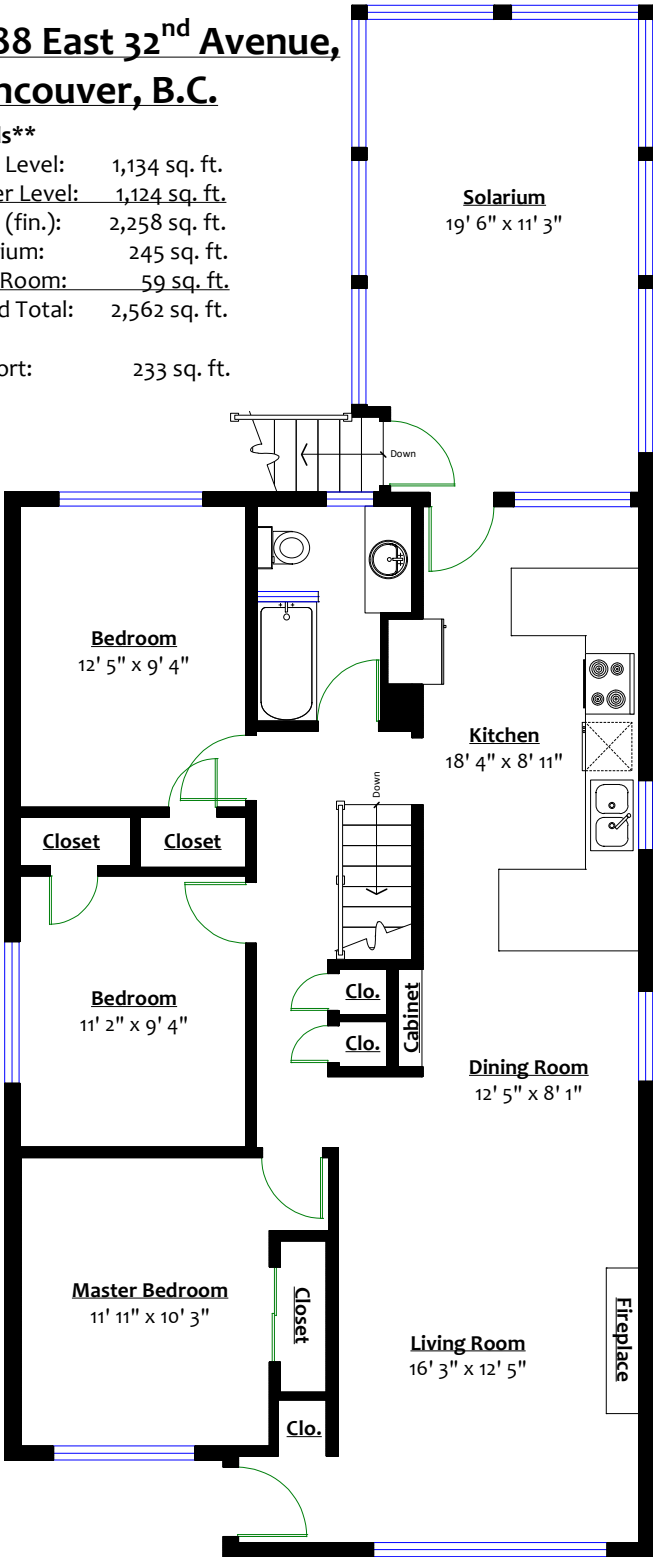 88 East 32nd Avenue,
ncouver, B.C.
ls**
Level: 1,134 sq. ft.
er Level: 1,124 sq. ft.
(fin.): 2,258 sq. ft.
ium: 245 sq. ft.
Room: 59 sq. ft.
d Total: 2,562 sq. ft.
ort: 233 sq. ft.
Solarium
19' 6" x 11' 3"
Down
Bedroom
12' 5" x 9' 4"
Kitchen
18' 4" x 8' 11"
Down
Closet
Closet
Bedroom
11' 2" x 9' 4"
Clo.
Clo.
Cabinet
Dining Room
12' 5" x 8' 1"
Master Bedroom
11' 11" x 10' 3"
Closet
Living Room
16' 3" x 12' 5"
Fireplace
Clo.